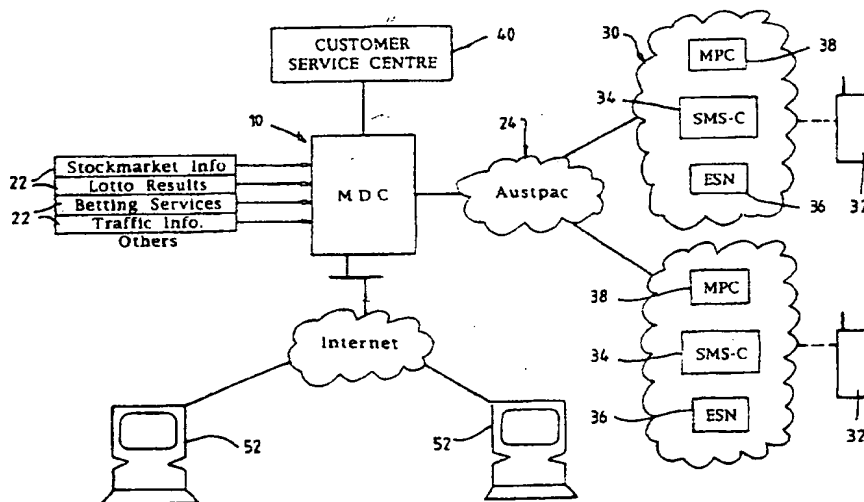 CUSTOMER
SERVICE CENTRE
40
10
MDC
22
22
Stockmarket Info
Lotto Results
Betting Services
Traffic Info.
Others
24
Austpac
30
MPC
38
34
SMS-C
ESN
36
32
38
MPC
34
SMS-C
36
ESN
32
Internet
52
52